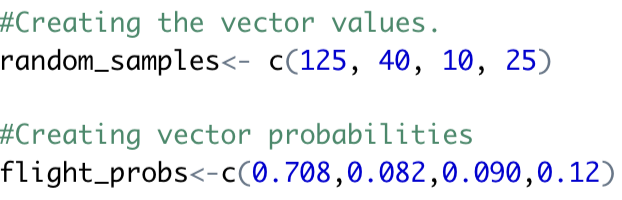 #Creating the vector values.
random_samples<- c(125, 40, 10, 25)
#Creating vector probabilities
flight_probs<-c(0.708,0.082,0.090,0.12)